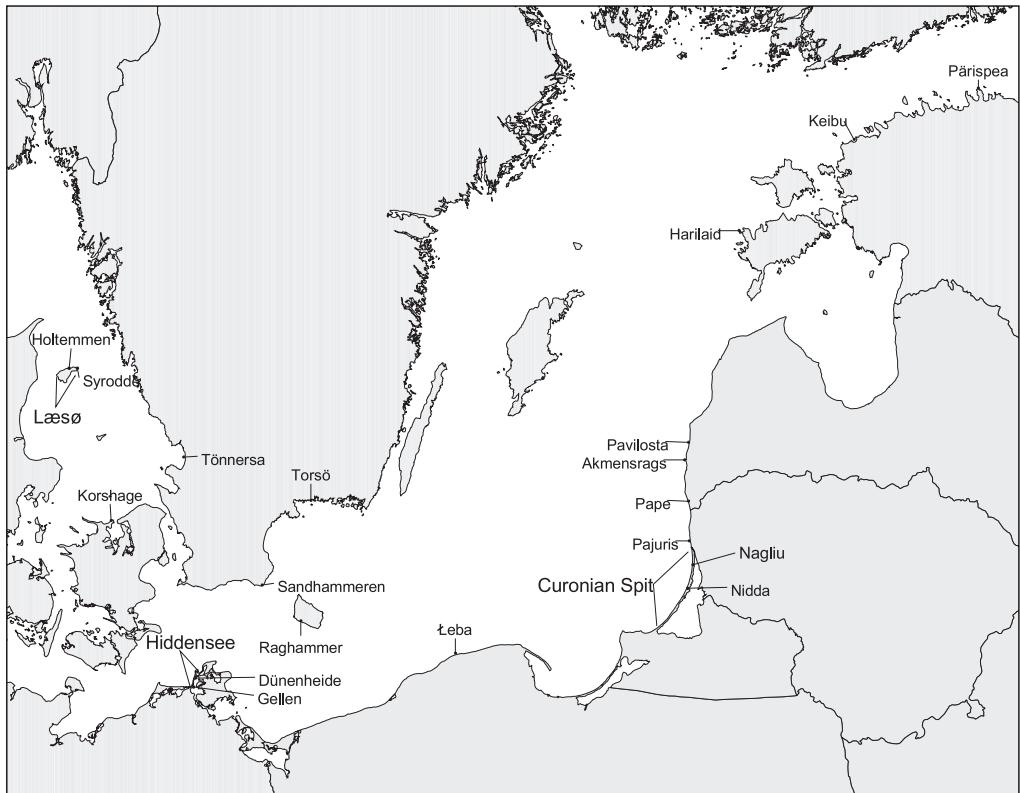 Pärispea
Keibu
Harilaid
Holtemmen
Syrodde
Læsø
Pavilosta
Tönnersa
Akmensrags
Torsö
Korshage
Pape
Pajuris
Nagliu
Curonian Spit
Sandhammeren
Nidda
Łeba
Hiddensee
Raghammer
Dünenheide
Gellen